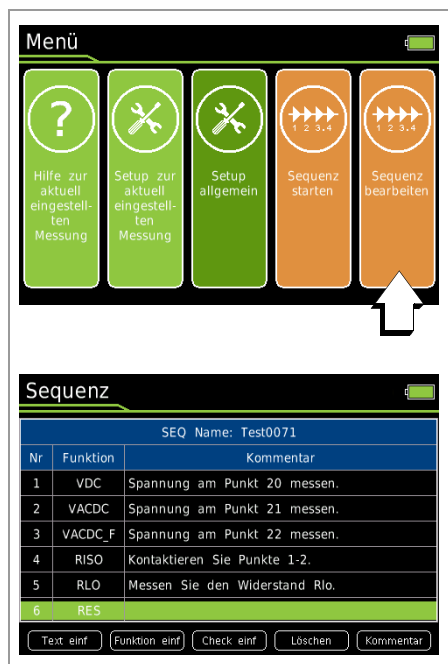 Menü
?
1 2 3.4
1 2 3.4
Hilfe zur
aktuell
eingestell-
ten
Messung
Setup zur
aktuell
eingestell-
ten
Messung
Setup
allgemein
Sequenz
starten
Sequenz
bearbeiten
Sequenz
SEQ Name: Test0071
Nr Funktion Kommentar
1 VDC Spannung am Punkt 20 messen.
2 VACDC Spannung am Punkt 21 messen.
3 VACDC_F Spannung am Punkt 22 messen.
4 RISO Kontaktieren Sie Punkte 1-2.
5 RLO Messen Sie den Widerstand Rlo.
6 RES
Text einf Funktion einf Check einf Löschen Kommentar